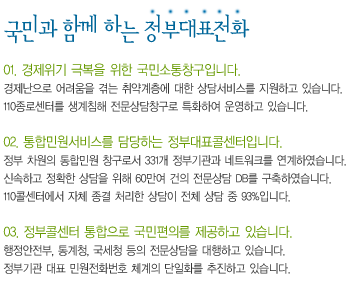 국민과 함께 하는 정부대표전화
01. 경제위기 극복을 위한 국민소통창구입니다.
경제난으로 어려움을 겪는 취약계층에 대한 상담서비스를 지원하고 있습니다.
110종로센터를 생계침해 전문상담창구로 특화하여 운영하고 있습니다.
02. 통합민원서비스를 담당하는 정부대표콜센터입니다.
정부 차원의 통합민원 창구로서 331개 정부기관과 네트워크를 연계하였습니다.
신속하고 정확한 상담을 위해 60만여 건의 전문상담 DB를 구축하였습니다.
110콜센터에서 자체 종결 처리한 상담이 전체 상담 중 93%입니다.
03. 정부콜센터 통합으로 국민편의를 제공하고 있습니다.
행정안전부, 통계청, 국세청 등의 전문상담을 대행하고 있습니다.
정부기관 대표 민원전화번호 체계의 단일화를 추진하고 있습니다.